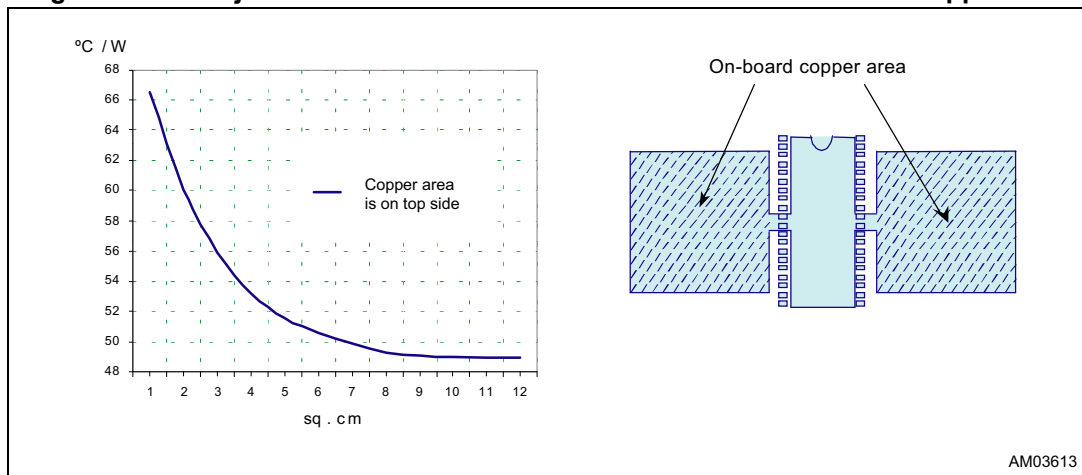 ºC / W
68
66
64
62
60
58
56
54
52
50
48
1 2 3 4 5 6 7 8 9 10 11 12
sq . cm
Copper area
is on top side
On-board copper area
AM03613